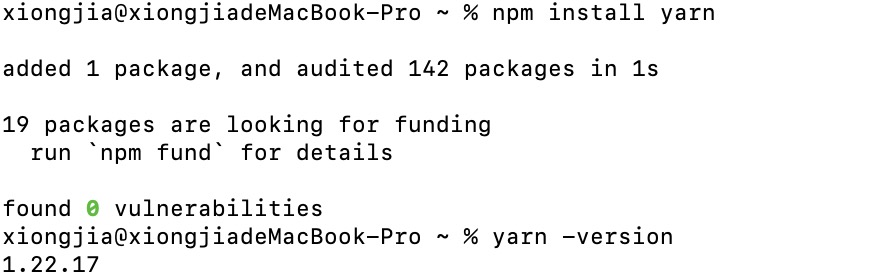 xiongjia@xiongjiadeMacBook-Pro ~ % npm install yarn
added 1 package, and audited 142 packages in 1s
19 packages are looking for funding
  run `npm fund` for details
found 0 vulnerabilities
xiongjia@xiongjiadeMacBook-Pro ~ % yarn -version
1.22.17